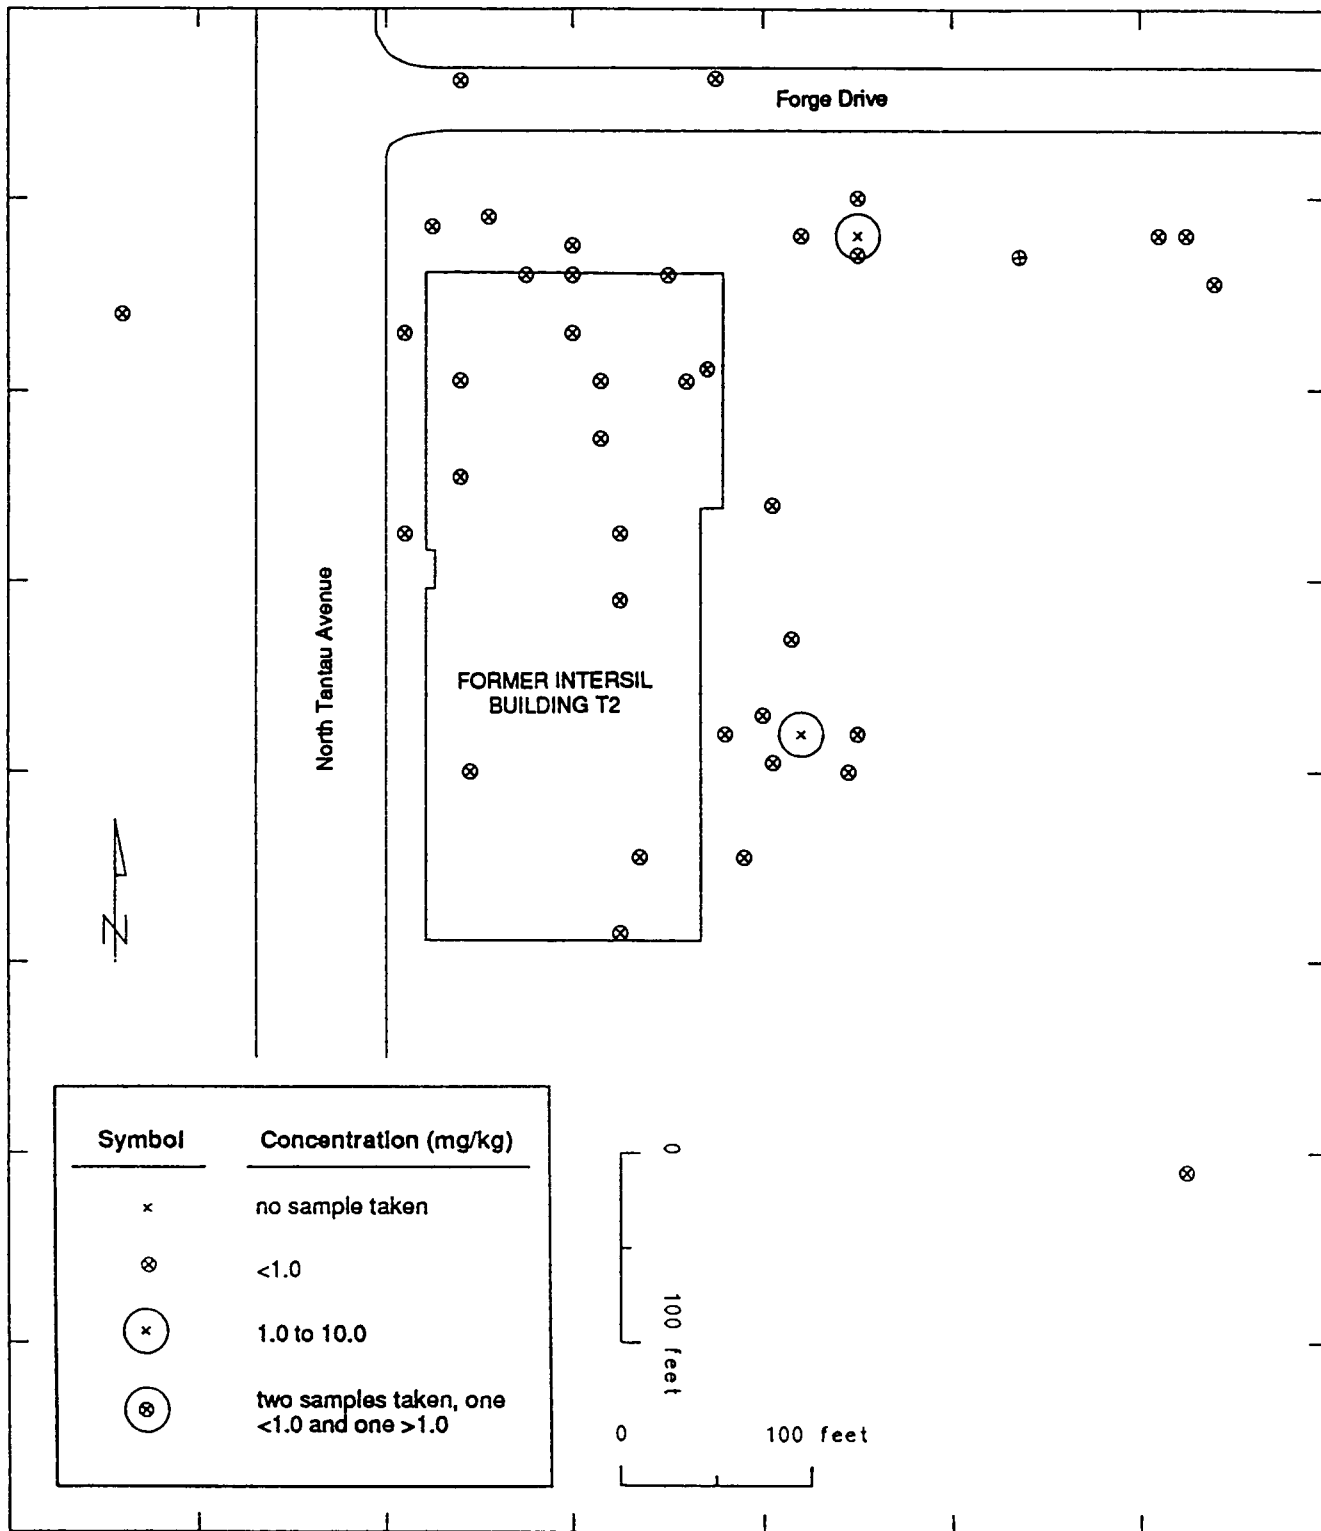 Forge Drive
North Tantau Avenue
FORMER INTERSIL
BUILDING T2
N
Symbol Concentration (mg/kg)
no sample taken
<1.0
1.0 to 10.0
two samples taken, one
<1.0 and one >1.0
0 100 feet
0 100 feet